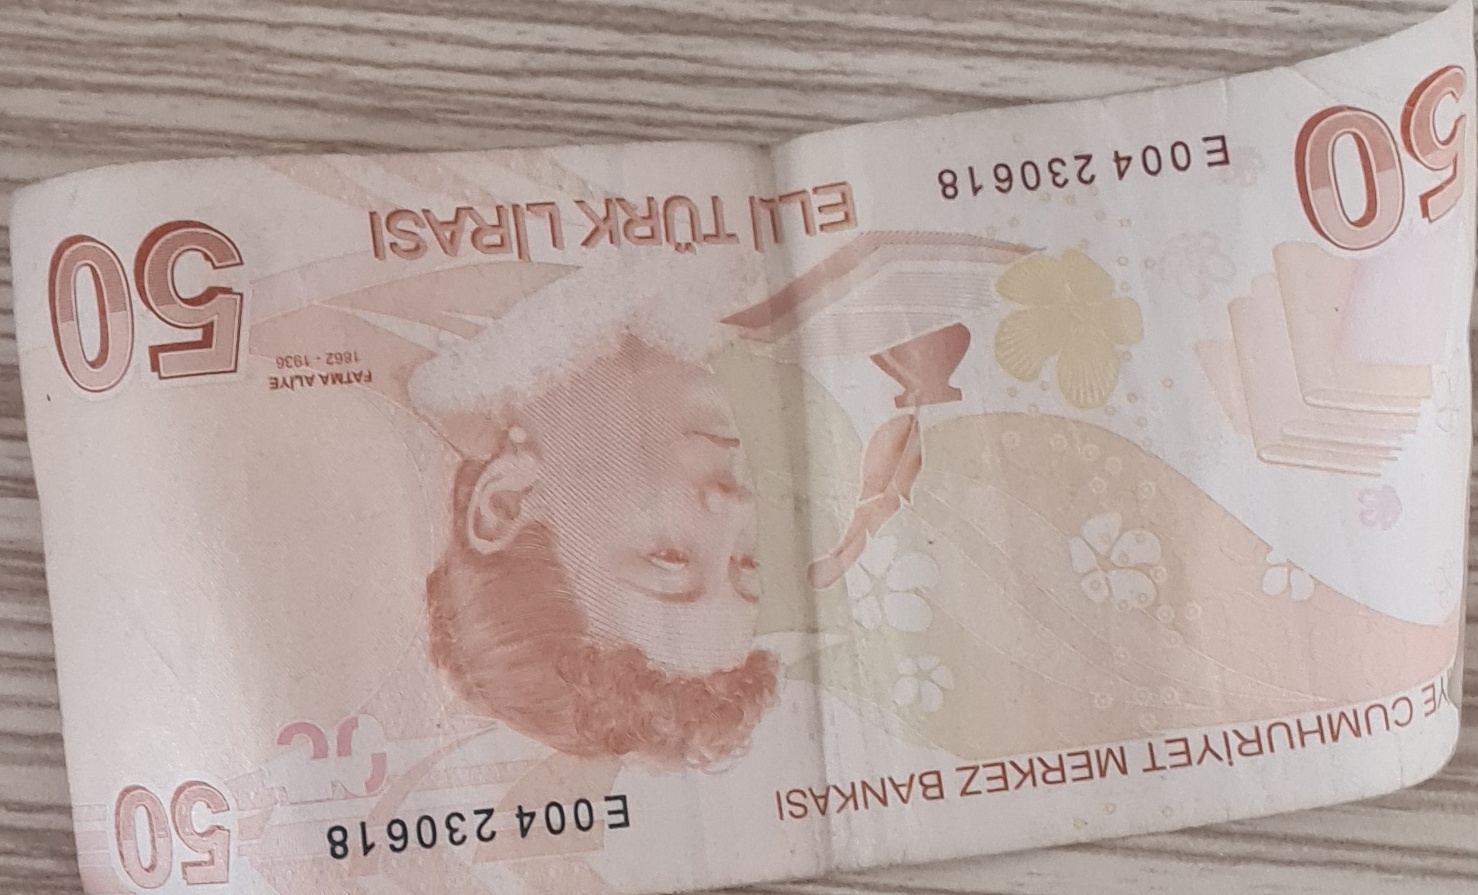 YE CUMHURİYET MERKEZ BANKASI
E004 230618
50
FATMA ALİYE
1862 - 1936
50
E004 230618
ELLİ TÜRK LİRASI
50